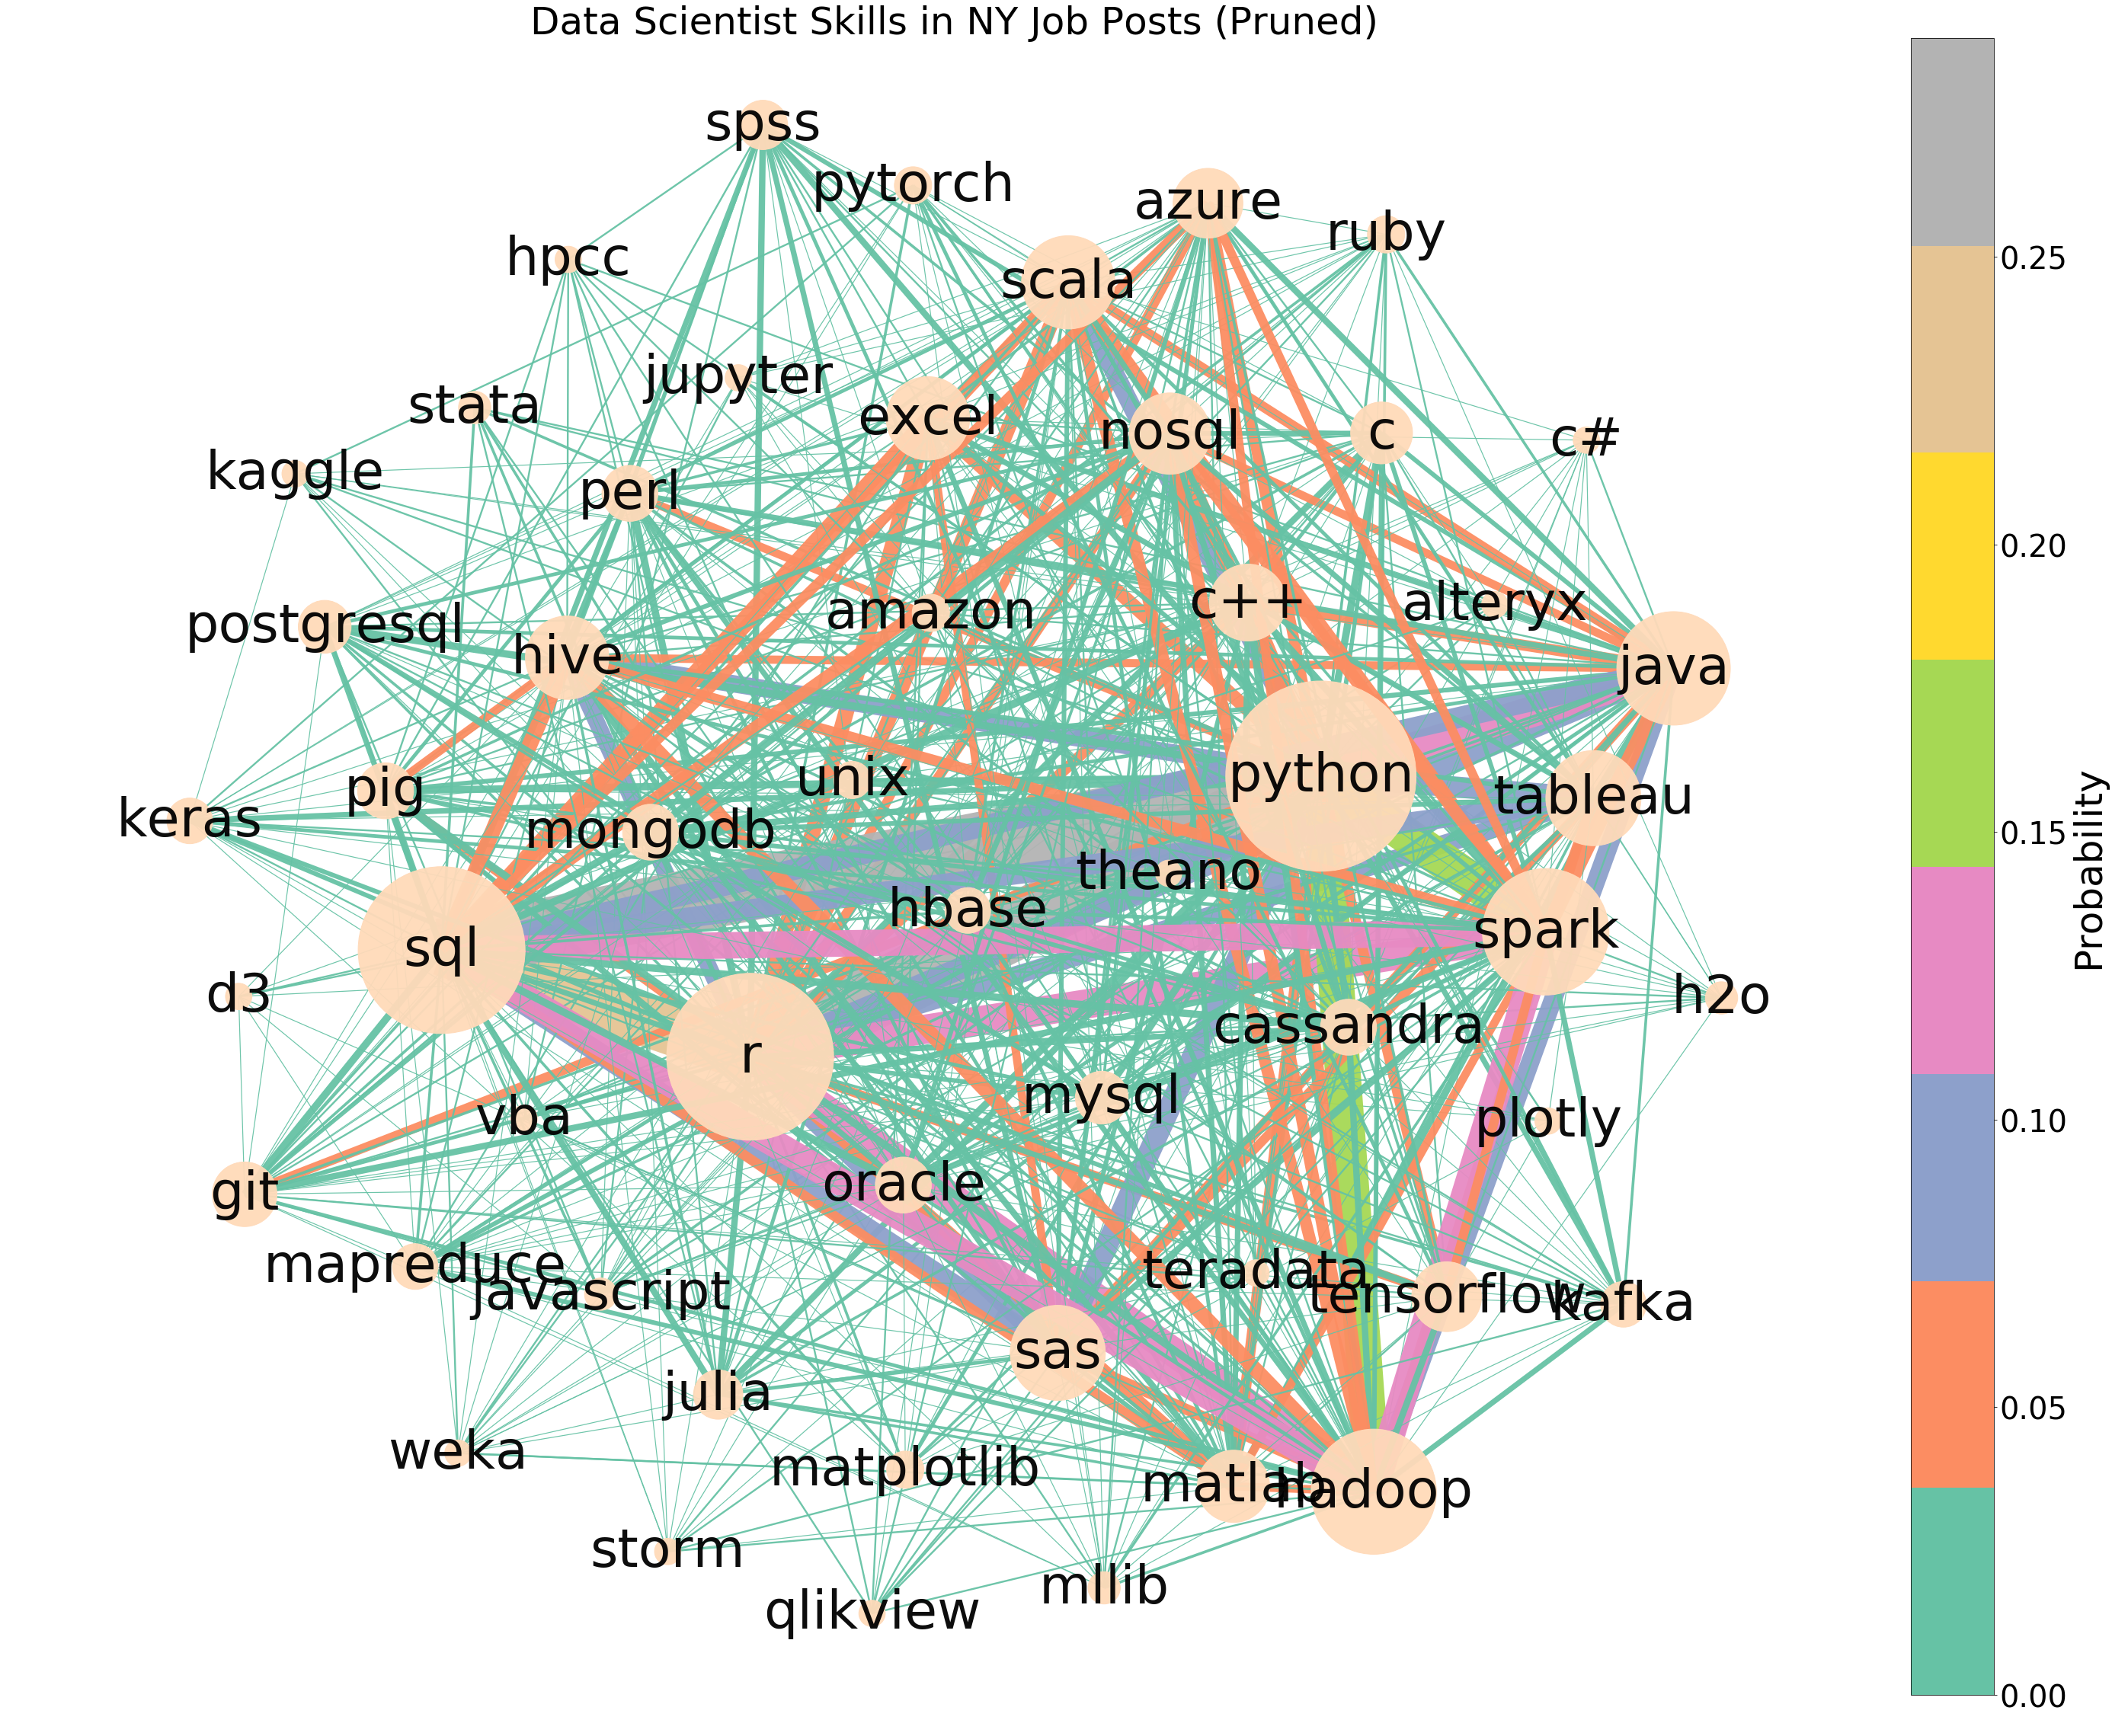 Data Scientist Skills in NY Job Posts (Pruned)
spss
pytorch
azure
ruby
hpcc
scala
jupyter
stata
excel
nosql
c
c#
kaggle
perl
postgresql
amazon
c++
alteryx
hive
java
pig
unix
python
tableau
keras
mongodb
theano
hbase
spark
sql
d3
h2o
r
cassandra
mysql
vba
plotly
git
oracle
mapreduce
javascript
teradata
tensorflow
kafka
sas
julia
weka
matplotlib
matlab
hadoop
storm
mllib
qlikview
0.25
0.20
0.15
0.10
0.05
0.00
Probability